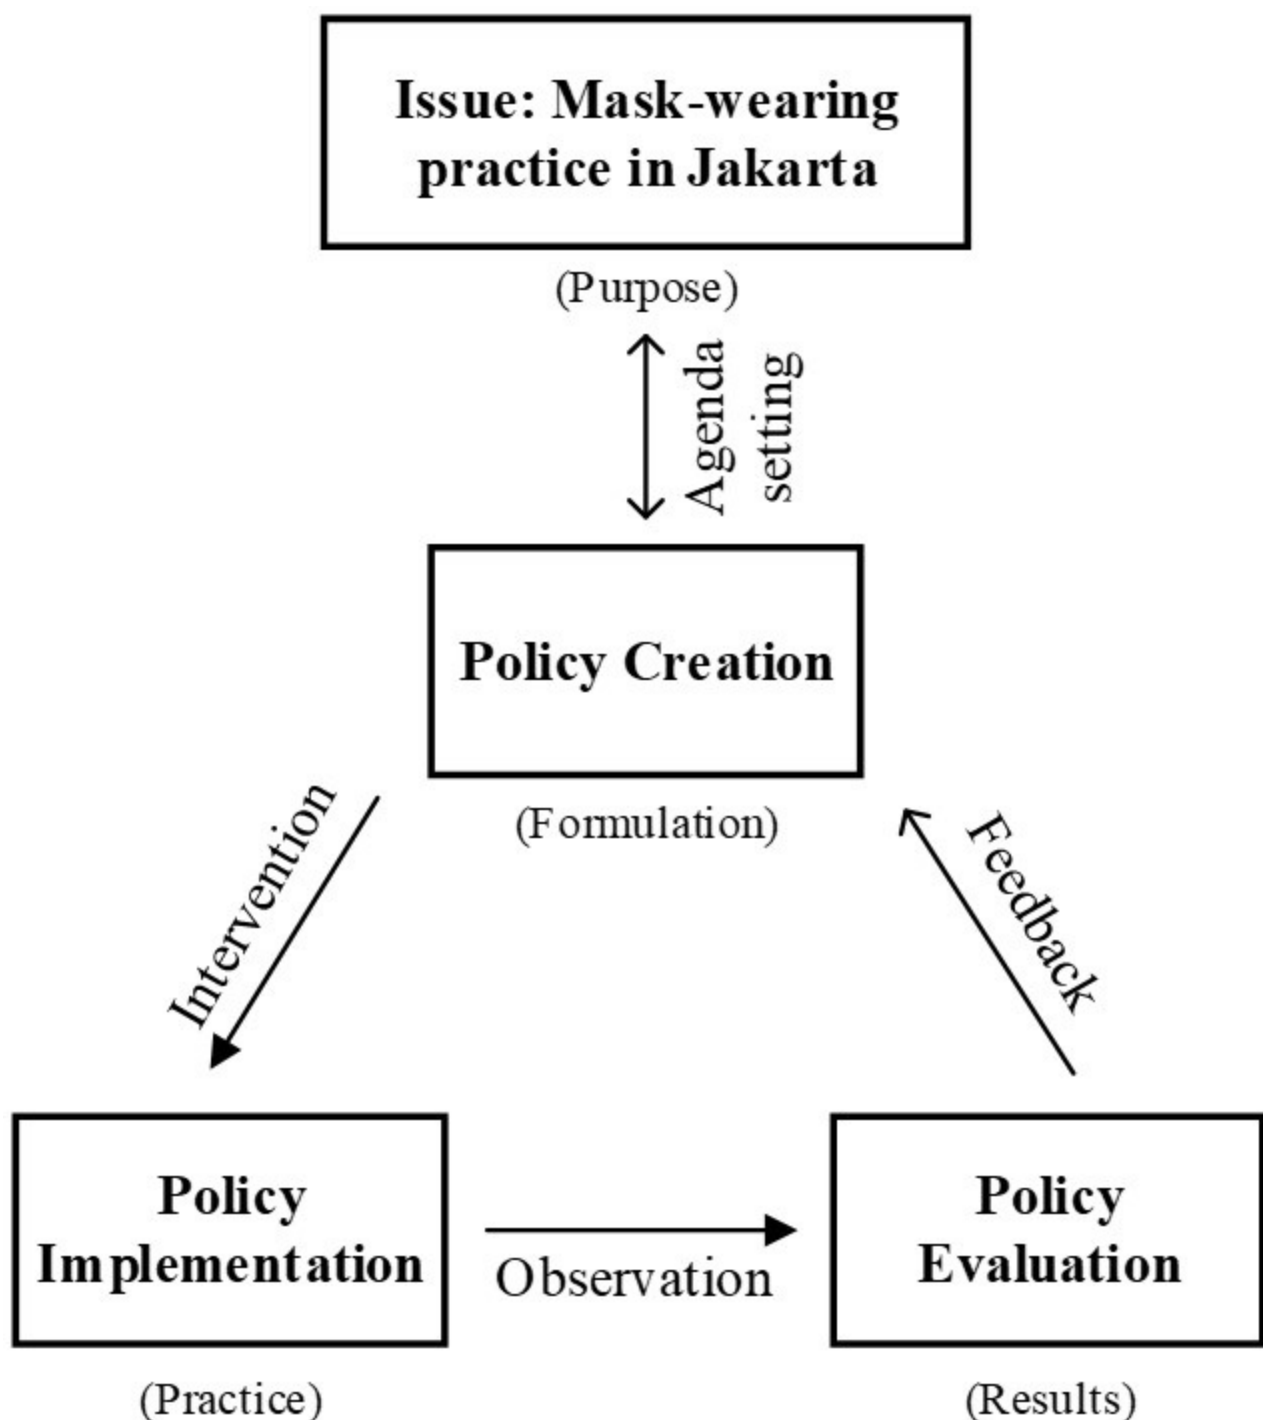 Issue: Mask-wearing
practice in Jakarta
(Purpose)
Agenda
setting
Policy Creation
(Formulation)
Intervention
Feedback
Policy
Implementation
(Practice)
Observation
Policy
Evaluation
(Results)